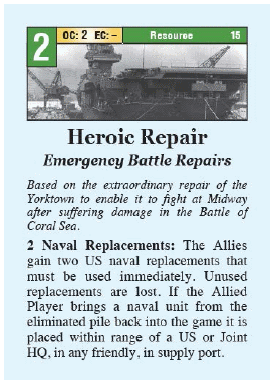 2 OC: 2 EC: – Resource 15
Heroic Repair
Emergency Battle Repairs
Based on the extraordinary repair of the
Yorktown to enable it to fight at Midway
after suffering damage in the Battle of
Coral Sea.
2 Naval Replacements: The Allies
gain two US naval replacements that
must be used immediately. Unused
replacements are lost. If the Allied
Player brings a naval unit from the
eliminated pile back into the game it is
placed within range of a US or Joint
HQ, in any friendly, in supply port.